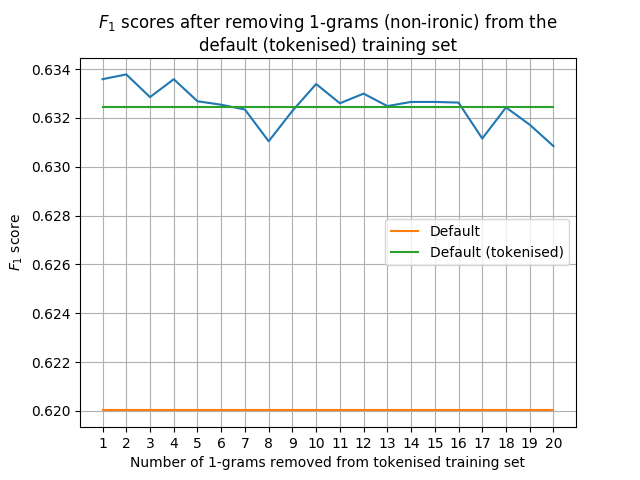 F1 scores after removing 1-grams (non-ironic) from the
default (tokenised) training set
0.634
0.632
0.630
0.628
0.626
0.624
0.622
0.620
F1 score
Default
Default (tokenised)
1 2 3 4 5 6 7 8 9 10 11 12 13 14 15 16 17 18 19 20
Number of 1-grams removed from tokenised training set